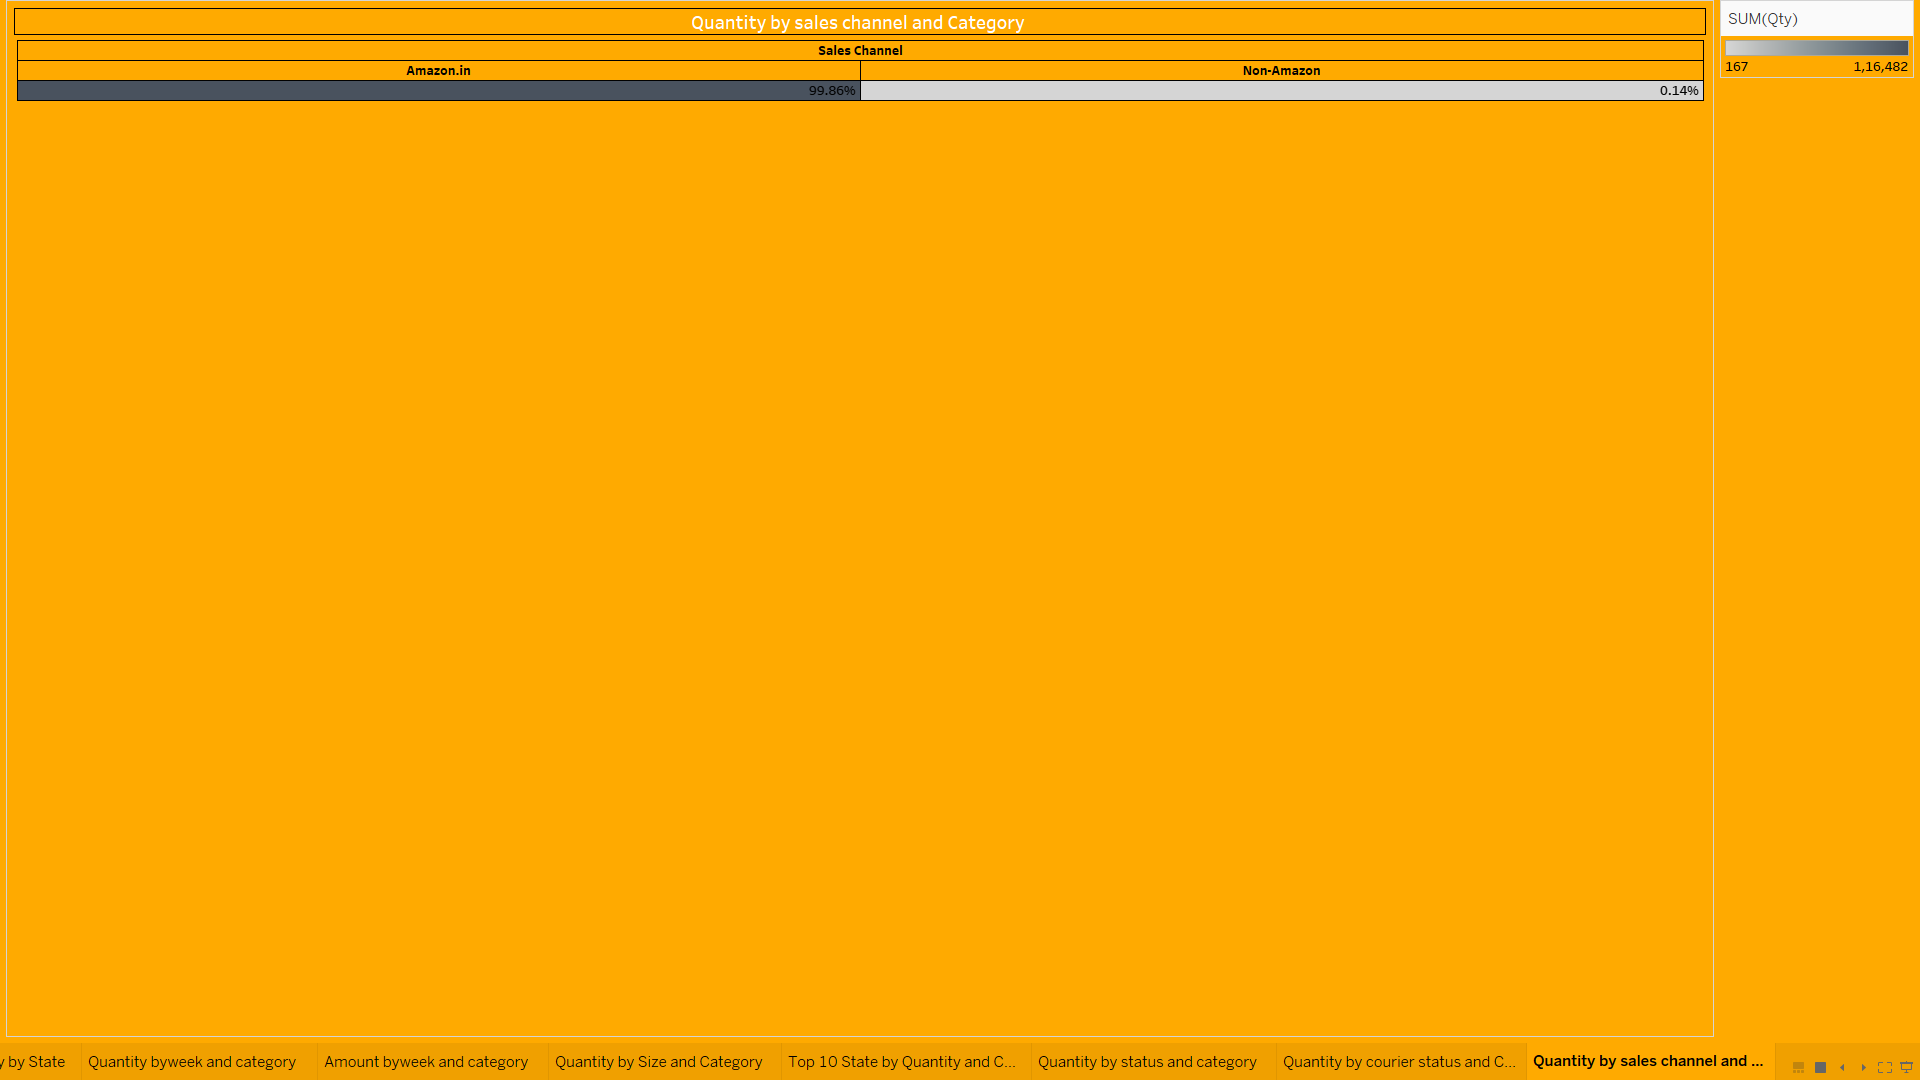 Quantity by sales channel and Category
SUM(Qty)
167 1,16,482
Sales Channel
Amazon.in Non-Amazon
99.86% 0.14%
y by State Quantity byweek and category Amount byweek and category Quantity by Size and Category Top 10 State by Quantity and C... Quantity by status and category Quantity by courier status and C... Quantity by sales channel and ...